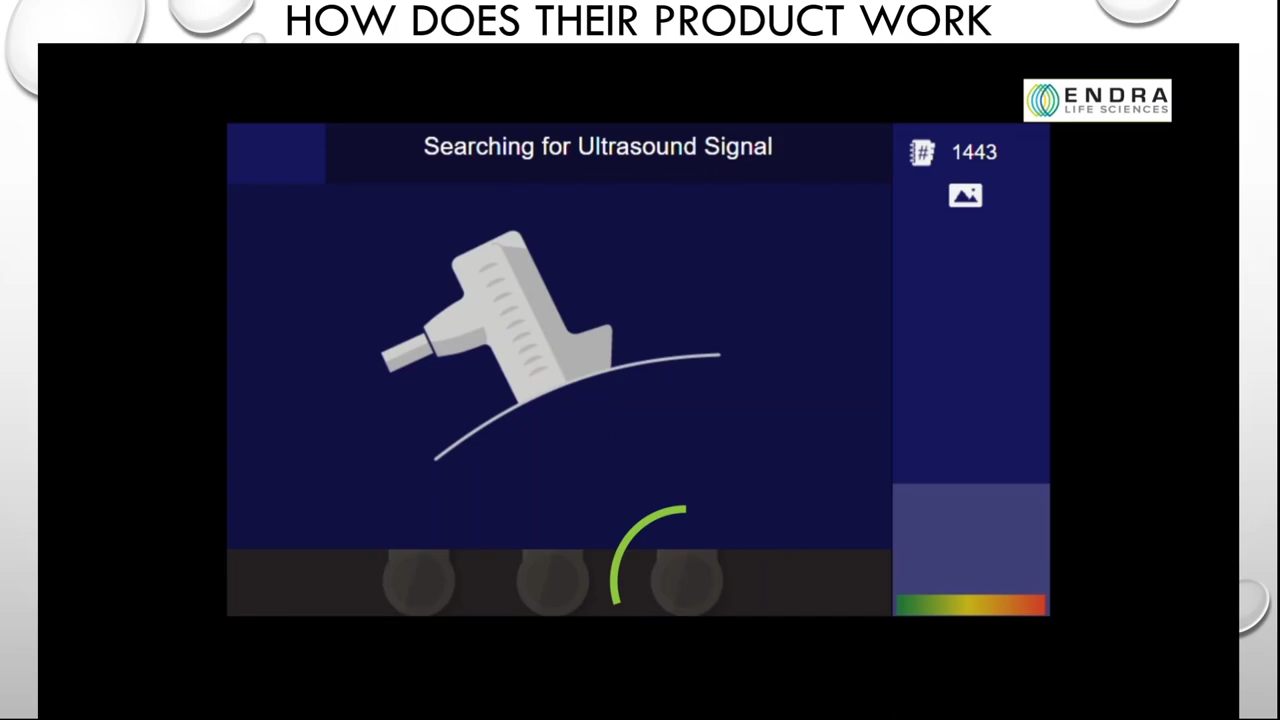 HOW DOES THEIR PRODUCT WORK
ENDRA
LIFE SCIENCES
Searching for Ultrasound Signal
# 1443